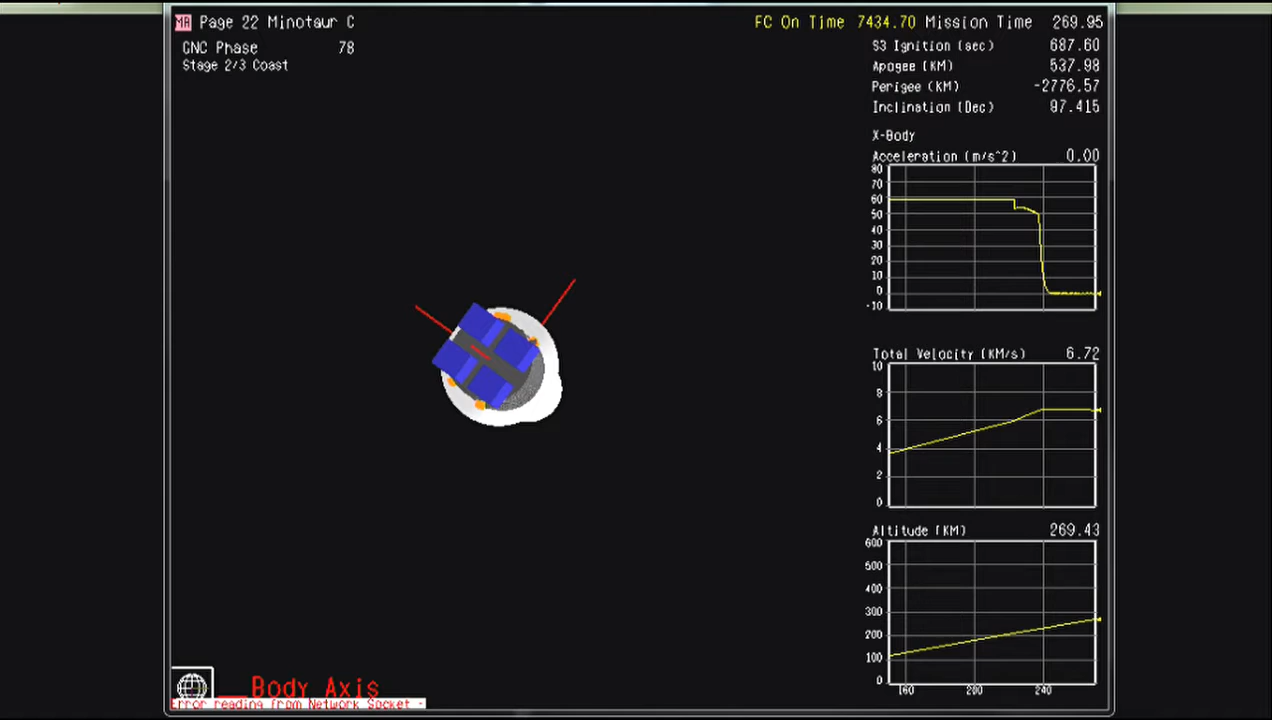 MA Page 22 Minotaur C
FC On Time 7434.70 Mission Time 269.95
GNC Phase 78
Stage 2/3 Coast
S3 Ignition (sec) 687.60
Apogee (KM) 537.98
Perigee (KM) -2776.57
Inclination (Dec) 97.415
X-Body
Acceleration (m/s^2) 0.00
80
70
60
50
40
30
20
10
0
-10
Total Velocity (KM/s) 6.72
10
8
6
4
2
0
Altitude (KM) 269.43
600
500
400
300
200
100
0
160 200 240
Body Axis
Error reading from Network Socket -